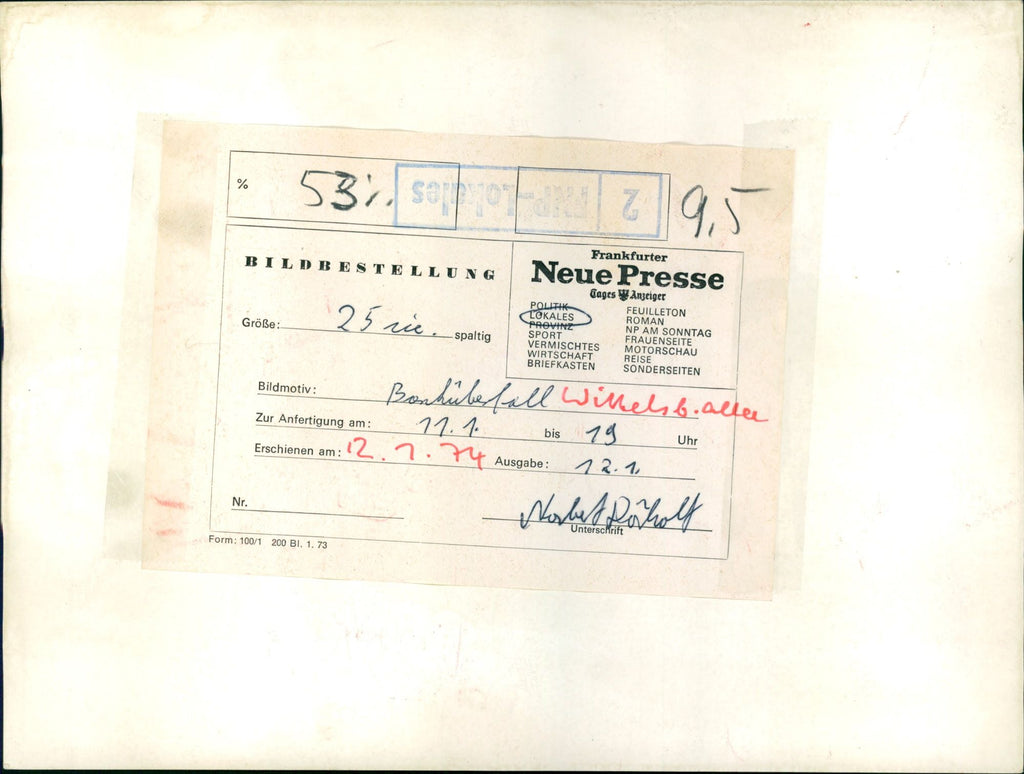 % 53%. 9,5
2 FNP-Lokales
BILDBESTELLUNG
Frankfurter
Neue Presse
Tages Anzeiger
POLITIK
LOKALES
PROVINZ
SPORT
VERMISCHTES
WIRTSCHAFT
BRIEFKASTEN
FEUILLETON
ROMAN
NP AM SONNTAG
FRAUENSEITE
MOTORSCHAU
REISE
SONDERSEITEN
Größe: 25 spaltig
Bildmotiv: Banküberfall
Zur Anfertigung am: 11.1. bis 19 Uhr
Erschienen am: 12.1.74 Ausgabe: 12.1.
Nr.
Norbert
Unterschrift
Form: 100/1 200 Bl. 1. 73